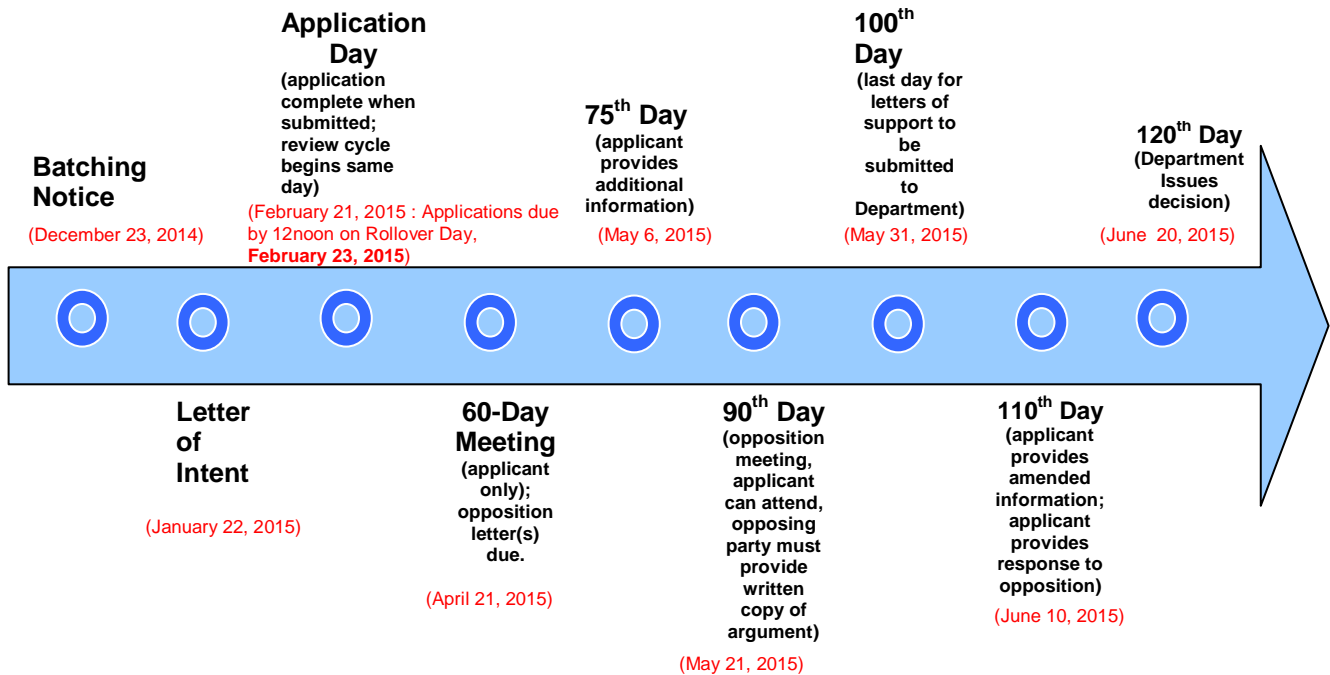 Batching
Notice
(December 23, 2014)
Letter
of
Intent
(January 22, 2015)
Application
Day
(application
complete when
submitted;
review cycle
begins same
day)
(February 21, 2015 : Applications due
by 12noon on Rollover Day,
February 23, 2015)
60-Day
Meeting
(applicant
only);
opposition
letter(s)
due.
(April 21, 2015)
75th Day
(applicant
provides
additional
information)
(May 6, 2015)
90th Day
(opposition
meeting,
applicant
can attend,
opposing
party must
provide
written
copy of
argument)
(May 21, 2015)
100th
Day
(last day for
letters of
support to
be
submitted
to
Department)
(May 31, 2015)
110th Day
(applicant
provides
amended
information;
applicant
provides
response to
opposition)
(June 10, 2015)
120th Day
(Department
Issues
decision)
(June 20, 2015)